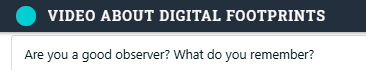 VIDEO ABOUT DIGITAL FOOTPRINTS
Are you a good observer? What do you remember?